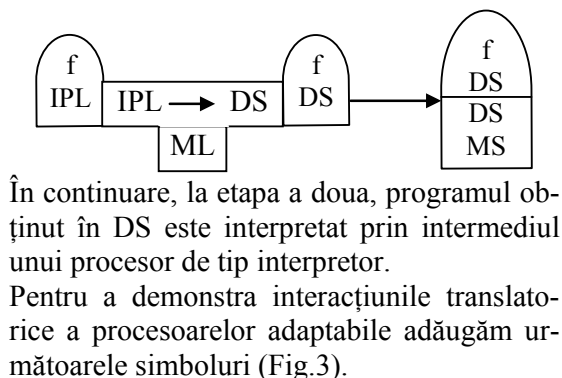 f
f
f
IPL
IPL → DS
DS
DS
DS
ML
MS
În continuare, la etapa a doua, programul ob-
ținut în DS este interpretat prin intermediul
unui procesor de tip interpretor.
Pentru a demonstra interacțiunile translato-
rice a procesoarelor adaptabile adăugăm ur-
mătoarele simboluri (Fig.3).